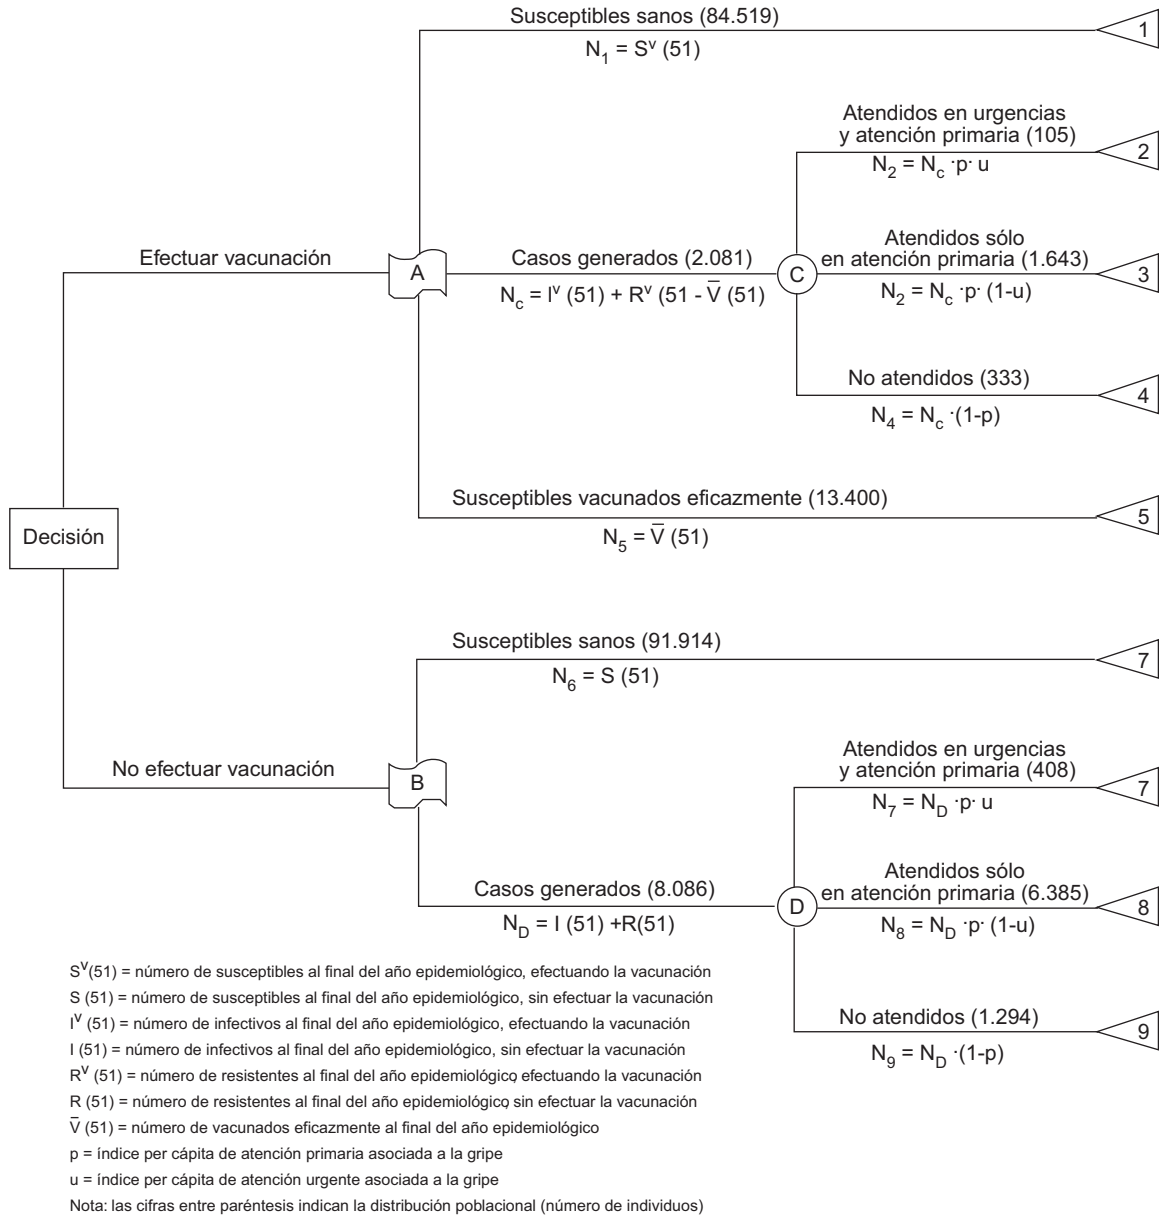 Susceptibles sanos (84.519)
N₁ = Sᵛ (51)
1
Atendidos en urgencias
y atención primaria (105)
N₂ = N꜀ ·p· u
2
Efectuar vacunación
A
Casos generados (2.081)
N꜀ = Iᵛ (51) + Rᵛ (51 - V̅ (51)
C
Atendidos sólo
en atención primaria (1.643)
N₂ = N꜀ ·p· (1-u)
3
No atendidos (333)
N₄ = N꜀ ·(1-p)
4
Susceptibles vacunados eficazmente (13.400)
N₅ = V̅ (51)
5
Decisión
Susceptibles sanos (91.914)
N₆ = S (51)
7
No efectuar vacunación
B
Atendidos en urgencias
y atención primaria (408)
N₇ = N_D ·p· u
7
Casos generados (8.086)
N_D = I (51) +R(51)
D
Atendidos sólo
en atención primaria (6.385)
N₈ = N_D ·p· (1-u)
8
No atendidos (1.294)
N₉ = N_D ·(1-p)
9
Sⱽ(51) = número de susceptibles al final del año epidemiológico, efectuando la vacunación
S (51) = número de susceptibles al final del año epidemiológico, sin efectuar la vacunación
Iⱽ (51) = número de infectivos al final del año epidemiológico, efectuando la vacunación
I (51) = número de infectivos al final del año epidemiológico, sin efectuar la vacunación
Rⱽ (51) = número de resistentes al final del año epidemiológico, efectuando la vacunación
R (51) = número de resistentes al final del año epidemiológico, sin efectuar la vacunación
V̅ (51) = número de vacunados eficazmente al final del año epidemiológico
p = índice per cápita de atención primaria asociada a la gripe
u = índice per cápita de atención urgente asociada a la gripe
Nota: las cifras entre paréntesis indican la distribución poblacional (número de individuos)